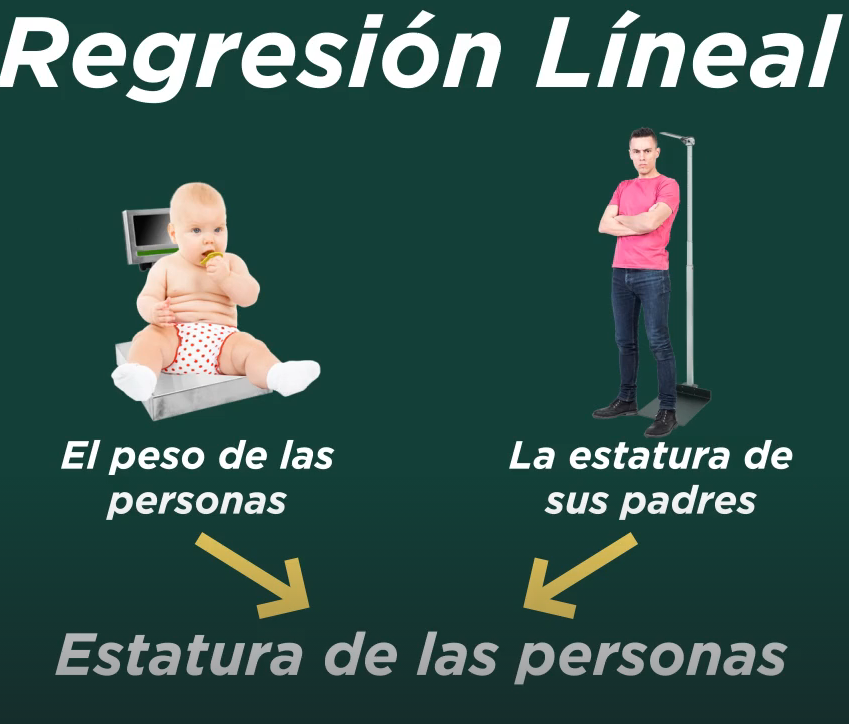 Regresión Líneal
El peso de las
personas
La estatura de
sus padres
Estatura de las personas